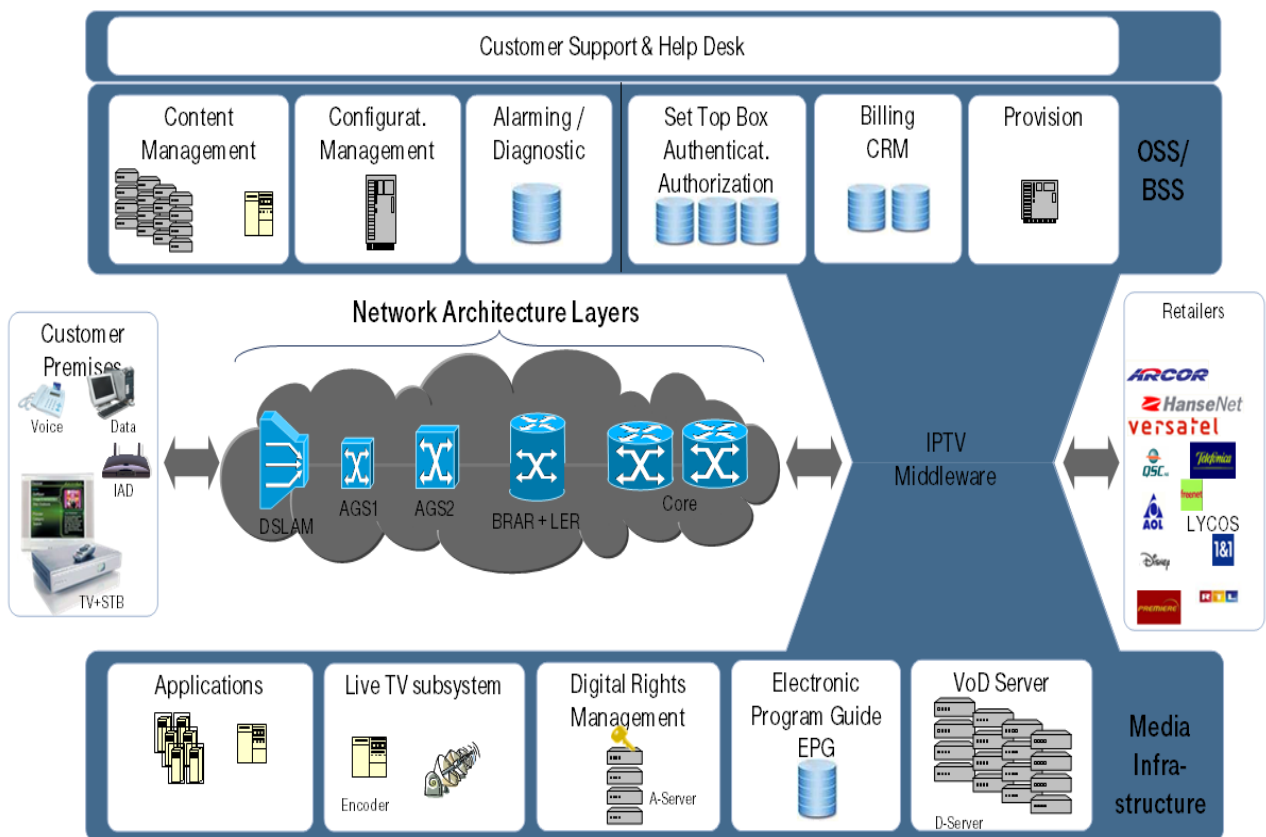 Customer Support & Help Desk
Content
Management
Configurat.
Management
Alarming /
Diagnostic
Set Top Box
Authenticat.
Authorization
Billing
CRM
Provision
OSS/
BSS
Customer
Premises
Voice
Data
IAD
TV+STB
Network Architecture Layers
DSLAM
AGS1
AGS2
BRAR + LER
Core
IPTV
Middleware
Retailers
ARCOR
HanseNet
versatel
QSC
Telefónica
freenet
AOL
LYCOS
1&1
Disney
PREMIERE
RTL
Applications
Live TV subsystem
Encoder
Digital Rights
Management
A-Server
Electronic
Program Guide
EPG
VoD Server
D-Server
Media
Infra-
structure